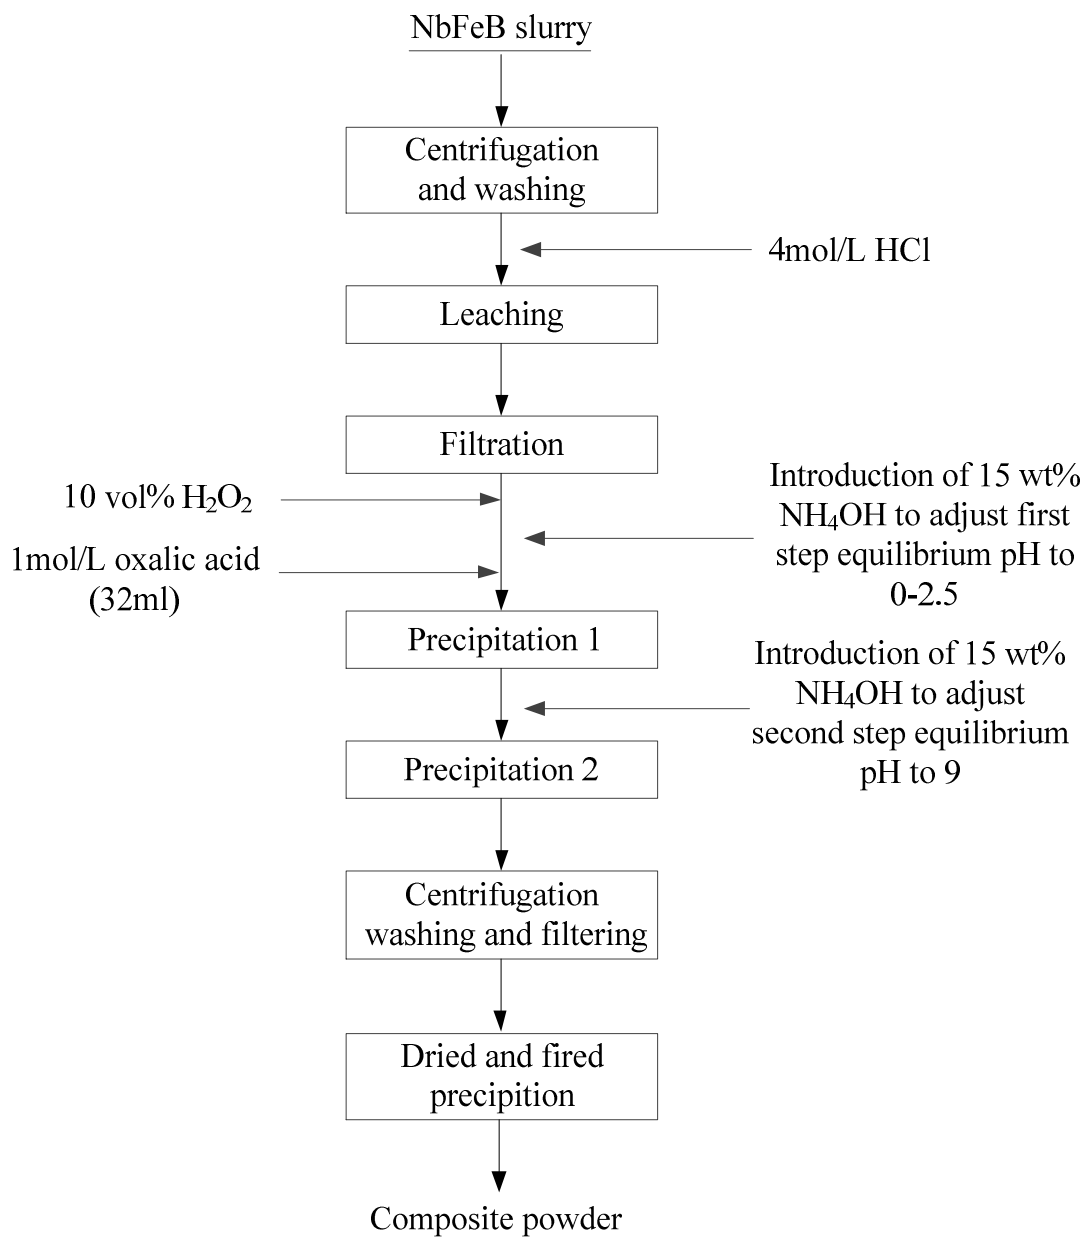 NbFeB slurry
Centrifugation
and washing
4mol/L HCl
Leaching
Filtration
10 vol% H₂O₂
Introduction of 15 wt%
NH₄OH to adjust first
step equilibrium pH to
0-2.5
1mol/L oxalic acid
(32ml)
Precipitation 1
Introduction of 15 wt%
NH₄OH to adjust
second step equilibrium
pH to 9
Precipitation 2
Centrifugation
washing and filtering
Dried and fired
precipition
Composite powder